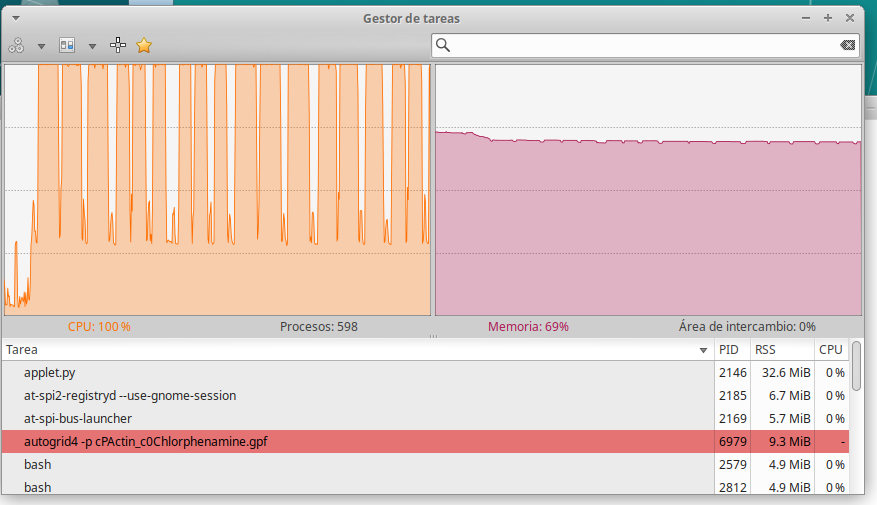 Gestor de tareas
CPU: 100 % Procesos: 598 Memoria: 69% Área de intercambio: 0%
Tarea PID RSS CPU
applet.py 2146 32.6 MiB 0 %
at-spi2-registryd --use-gnome-session 2185 6.7 MiB 0 %
at-spi-bus-launcher 2169 5.7 MiB 0 %
autogrid4 -p cPActin_c0Chlorphenamine.gpf 6979 9.3 MiB -
bash 2579 4.9 MiB 0 %
bash 2812 4.9 MiB 0 %